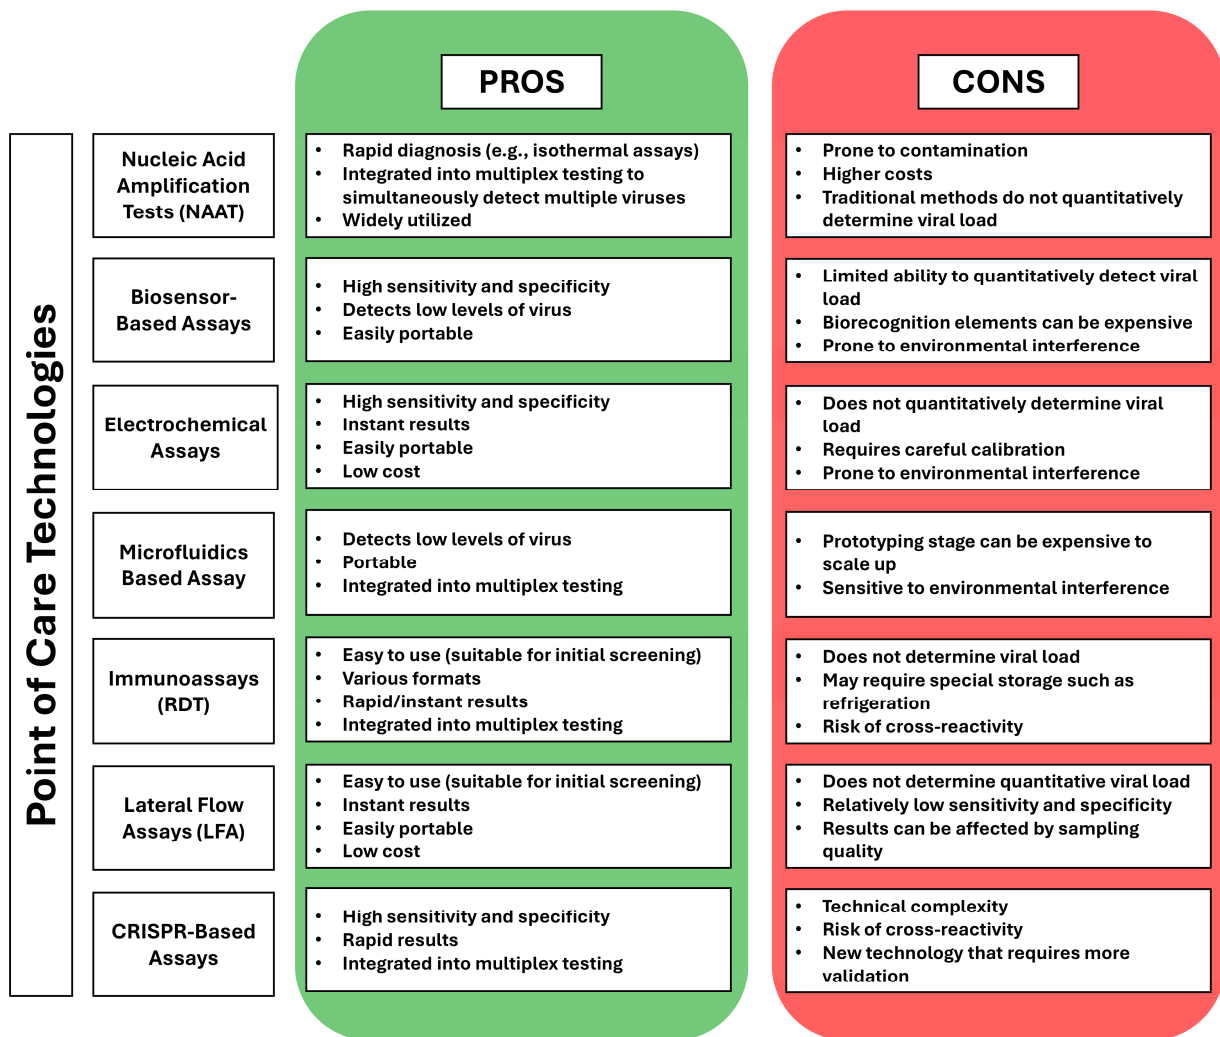 PROS
CONS
Point of Care Technologies
Nucleic Acid
Amplification
Tests (NAAT)
• Rapid diagnosis (e.g., isothermal assays)
• Integrated into multiplex testing to
simultaneously detect multiple viruses
• Widely utilized
• Prone to contamination
• Higher costs
• Traditional methods do not quantitatively
determine viral load
Biosensor-
Based Assays
• High sensitivity and specificity
• Detects low levels of virus
• Easily portable
• Limited ability to quantitatively detect viral
load
• Biorecognition elements can be expensive
• Prone to environmental interference
Electrochemical
Assays
• High sensitivity and specificity
• Instant results
• Easily portable
• Low cost
• Does not quantitatively determine viral
load
• Requires careful calibration
• Prone to environmental interference
Microfluidics
Based Assay
• Detects low levels of virus
• Portable
• Integrated into multiplex testing
• Prototyping stage can be expensive to
scale up
• Sensitive to environmental interference
Immunoassays
(RDT)
• Easy to use (suitable for initial screening)
• Various formats
• Rapid/instant results
• Integrated into multiplex testing
• Does not determine viral load
• May require special storage such as
refrigeration
• Risk of cross-reactivity
Lateral Flow
Assays (LFA)
• Easy to use (suitable for initial screening)
• Instant results
• Easily portable
• Low cost
• Does not determine quantitative viral load
• Relatively low sensitivity and specificity
• Results can be affected by sampling
quality
CRISPR-Based
Assays
• High sensitivity and specificity
• Rapid results
• Integrated into multiplex testing
• Technical complexity
• Risk of cross-reactivity
• New technology that requires more
validation